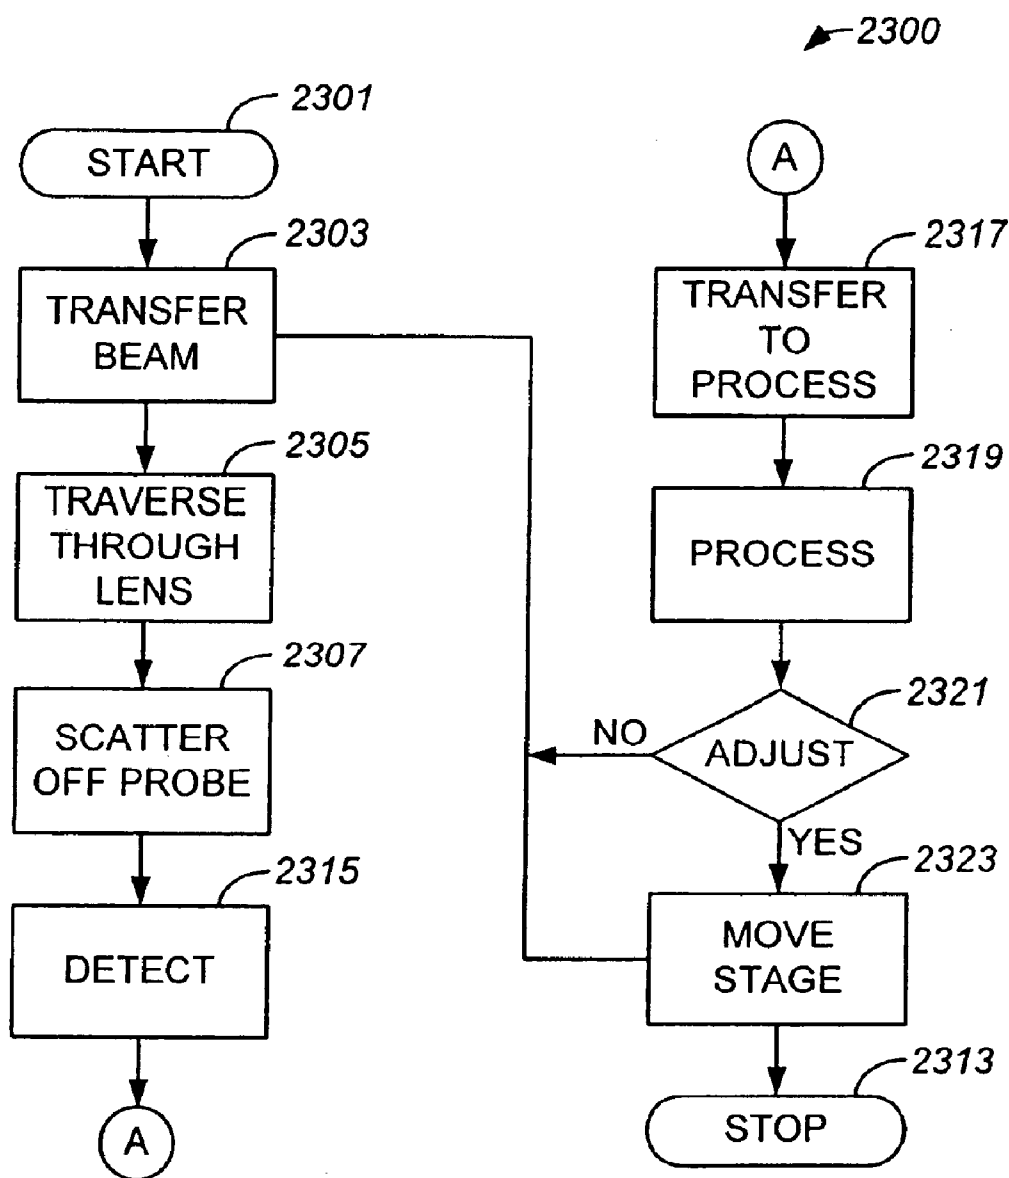 2300
2301
START
2303
TRANSFER
BEAM
2305
TRAVERSE
THROUGH
LENS
2307
SCATTER
OFF PROBE
2315
DETECT
A
A
2317
TRANSFER
TO
PROCESS
2319
PROCESS
2321
ADJUST
NO
YES
2323
MOVE
STAGE
2313
STOP